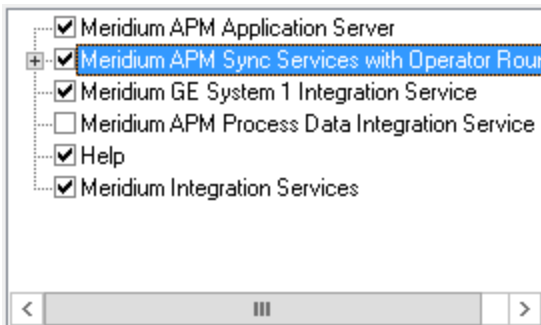 Meridium APM Application Server
Meridium APM Sync Services with Operator
Meridium GE System 1 Integration Service
Meridium APM Process Data Integration Service
Help
Meridium Integration Services